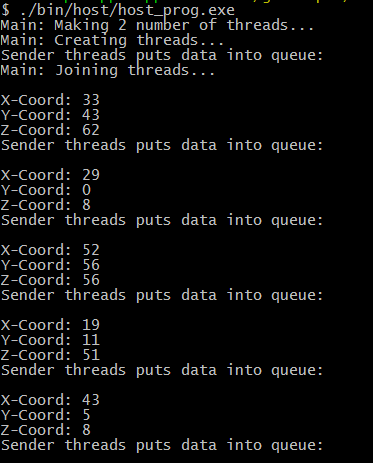 $ ./bin/host/host_prog.exe
Main: Making 2 number of threads...
Main: Creating threads...
Sender threads puts data into queue:
Main: Joining threads...
X-Coord: 33
Y-Coord: 43
Z-Coord: 62
Sender threads puts data into queue:
X-Coord: 29
Y-Coord: 0
Z-Coord: 8
Sender threads puts data into queue:
X-Coord: 52
Y-Coord: 56
Z-Coord: 56
Sender threads puts data into queue:
X-Coord: 19
Y-Coord: 11
Z-Coord: 51
Sender threads puts data into queue:
X-Coord: 43
Y-Coord: 5
Z-Coord: 8
Sender threads puts data into queue: